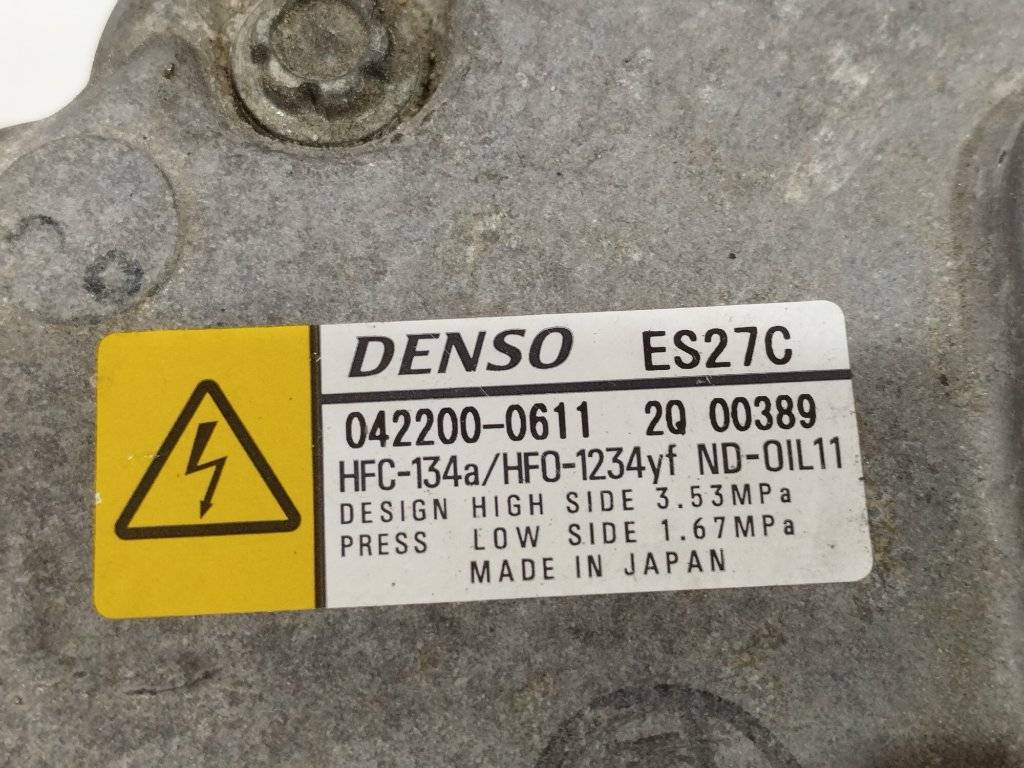 DENSO ES27C
042200-0611 2Q 00389
HFC-134a/HFO-1234yf ND-OIL11
DESIGN HIGH SIDE 3.53MPa
PRESS LOW SIDE 1.67MPa
MADE IN JAPAN